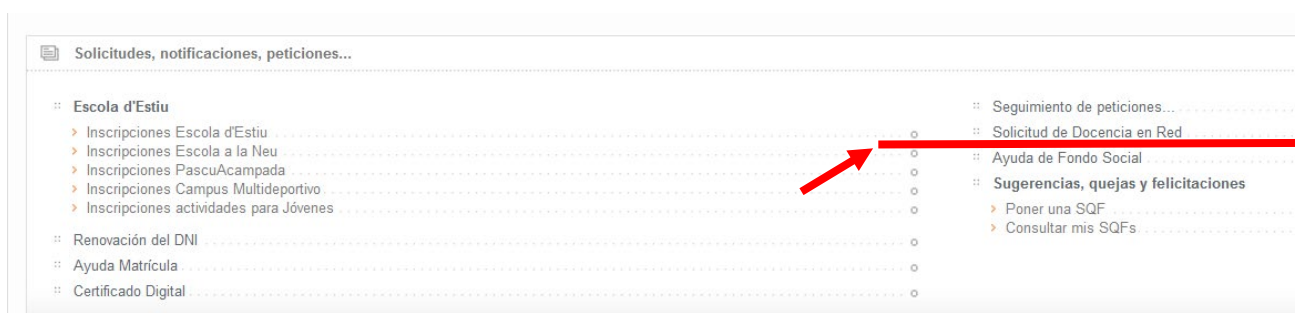 Solicitudes, notificaciones, peticiones...
Escola d'Estiu
Inscripciones Escola d'Estiu
Inscripciones Escola a la Neu
Inscripciones PascuAcampada
Inscripciones Campus Multideportivo
Inscripciones actividades para Jóvenes
Renovación del DNI
Ayuda Matrícula
Certificado Digital
Seguimiento de peticiones...
Solicitud de Docencia en Red
Ayuda de Fondo Social
Sugerencias, quejas y felicitaciones
Poner una SQF
Consultar mis SQFs